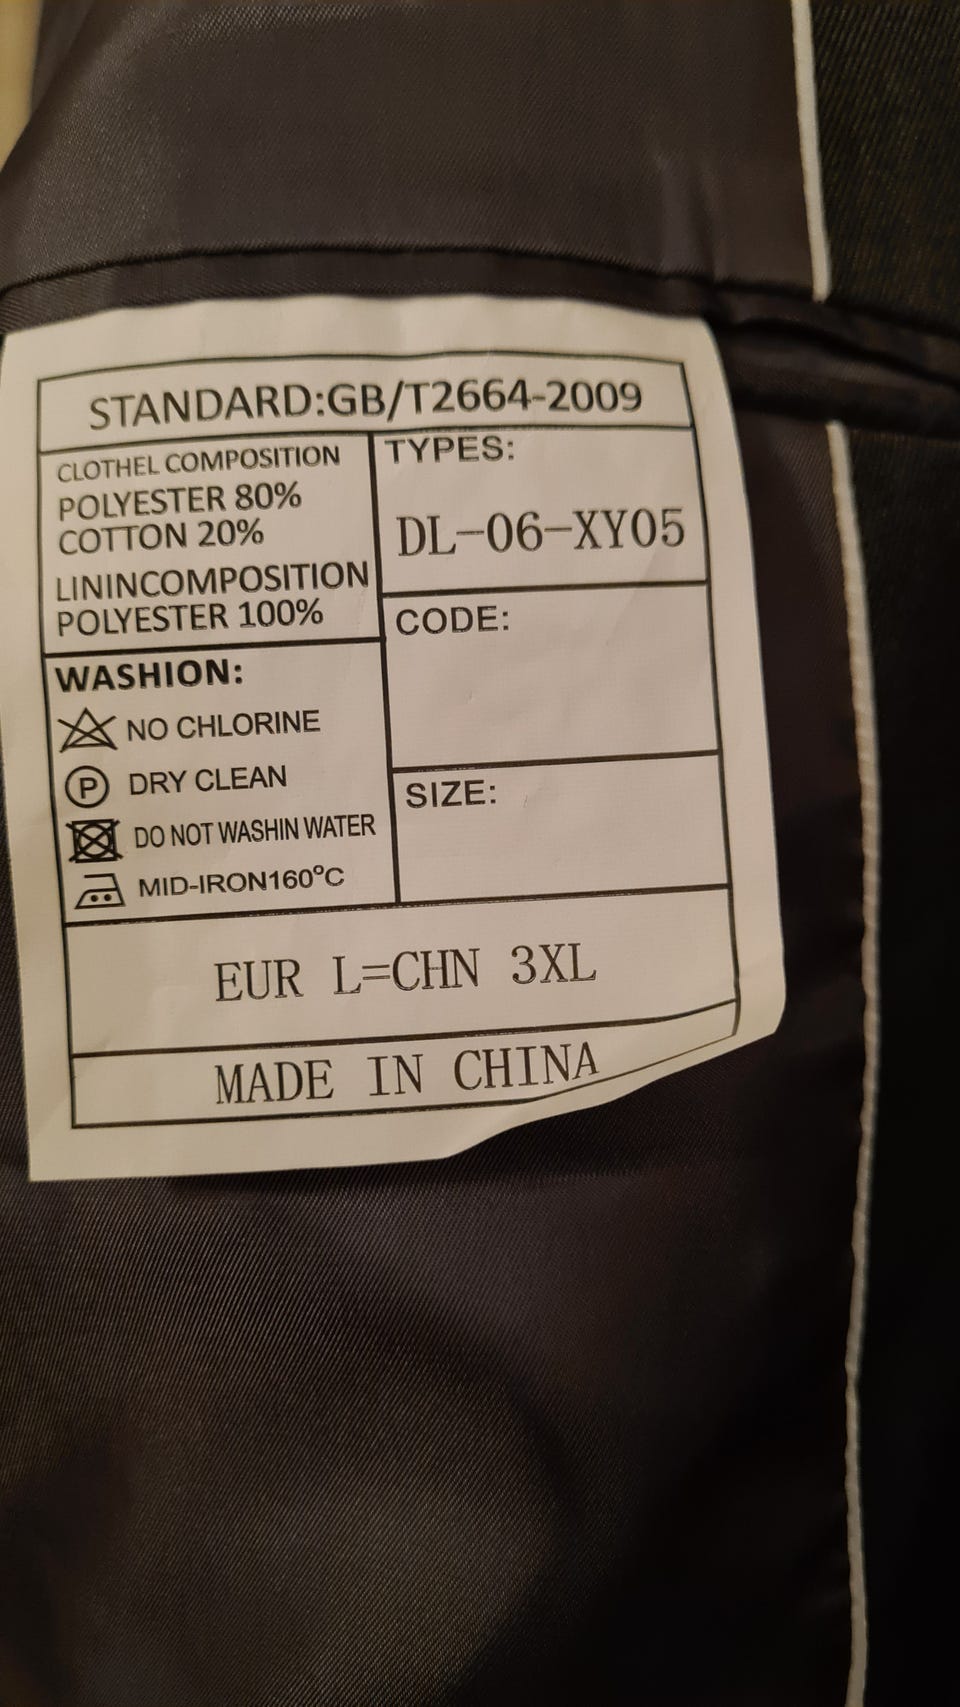 STANDARD:GB/T2664-2009
CLOTHEL COMPOSITION
POLYESTER 80%
COTTON 20%
LININCOMPOSITION
POLYESTER 100%
TYPES:
DL-06-XY05
CODE:
SIZE:
WASHION:
NO CHLORINE
P DRY CLEAN
DO NOT WASHIN WATER
MID-IRON160°C
EUR L=CHN 3XL
MADE IN CHINA